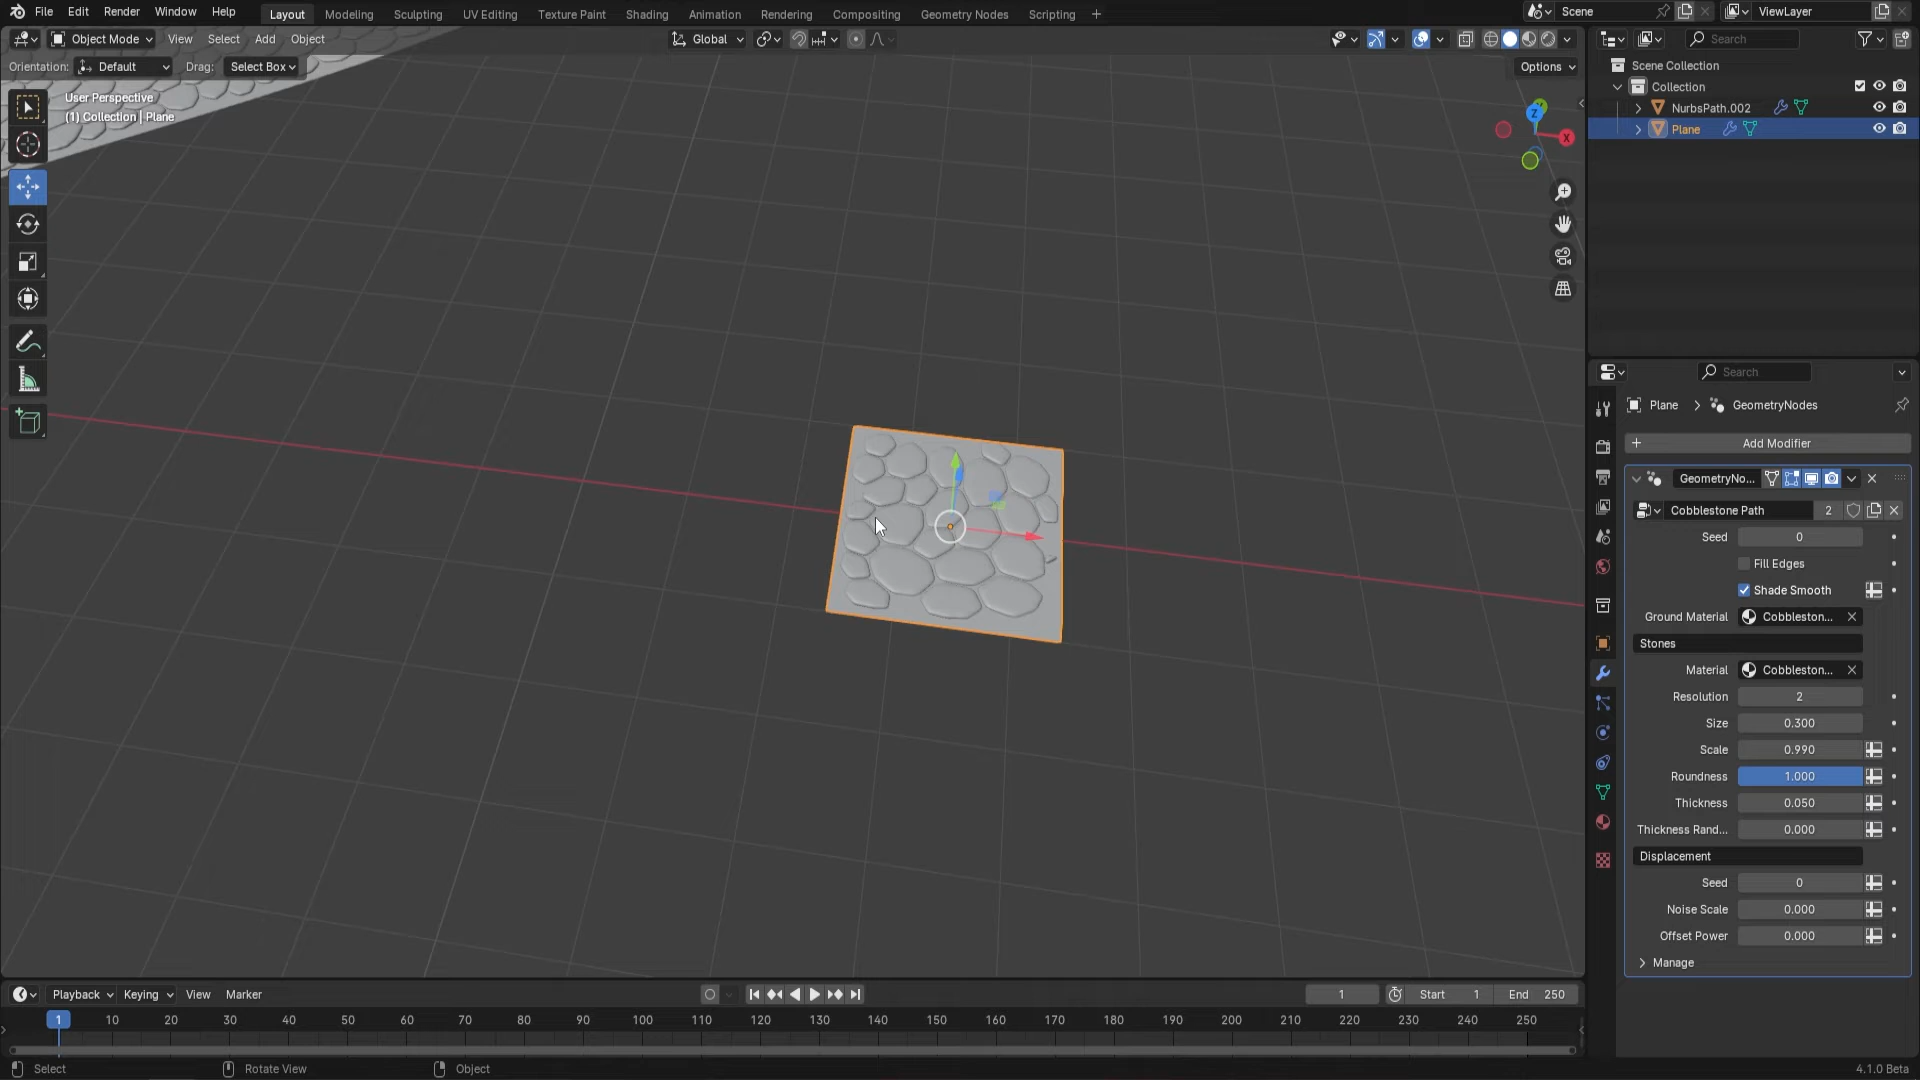 File Edit Render Window Help Layout Modeling Sculpting UV Editing Texture Paint Shading Animation Rendering Compositing Geometry Nodes Scripting + Scene ViewLayer
Object Mode View Select Add Object Global Search
Orientation: Default Drag: Select Box Options
Scene Collection
Collection
NurbsPath.002
Plane
User Perspective
(1) Collection | Plane
Z
X
Search
Plane > GeometryNodes
+ Add Modifier
GeometryNo...
Cobblestone Path 2
Seed 0
Fill Edges
Shade Smooth
Ground Material Cobbleston...
Stones
Material Cobbleston...
Resolution 2
Size 0.300
Scale 0.990
Roundness 1.000
Thickness 0.050
Thickness Rand... 0.000
Displacement
Seed 0
Noise Scale 0.000
Offset Power 0.000
Manage
Playback Keying View Marker 1 Start 1 End 250
1 10 20 30 40 50 60 70 80 90 100 110 120 130 140 150 160 170 180 190 200 210 220 230 240 250
Select Rotate View Object 4.1.0 Beta